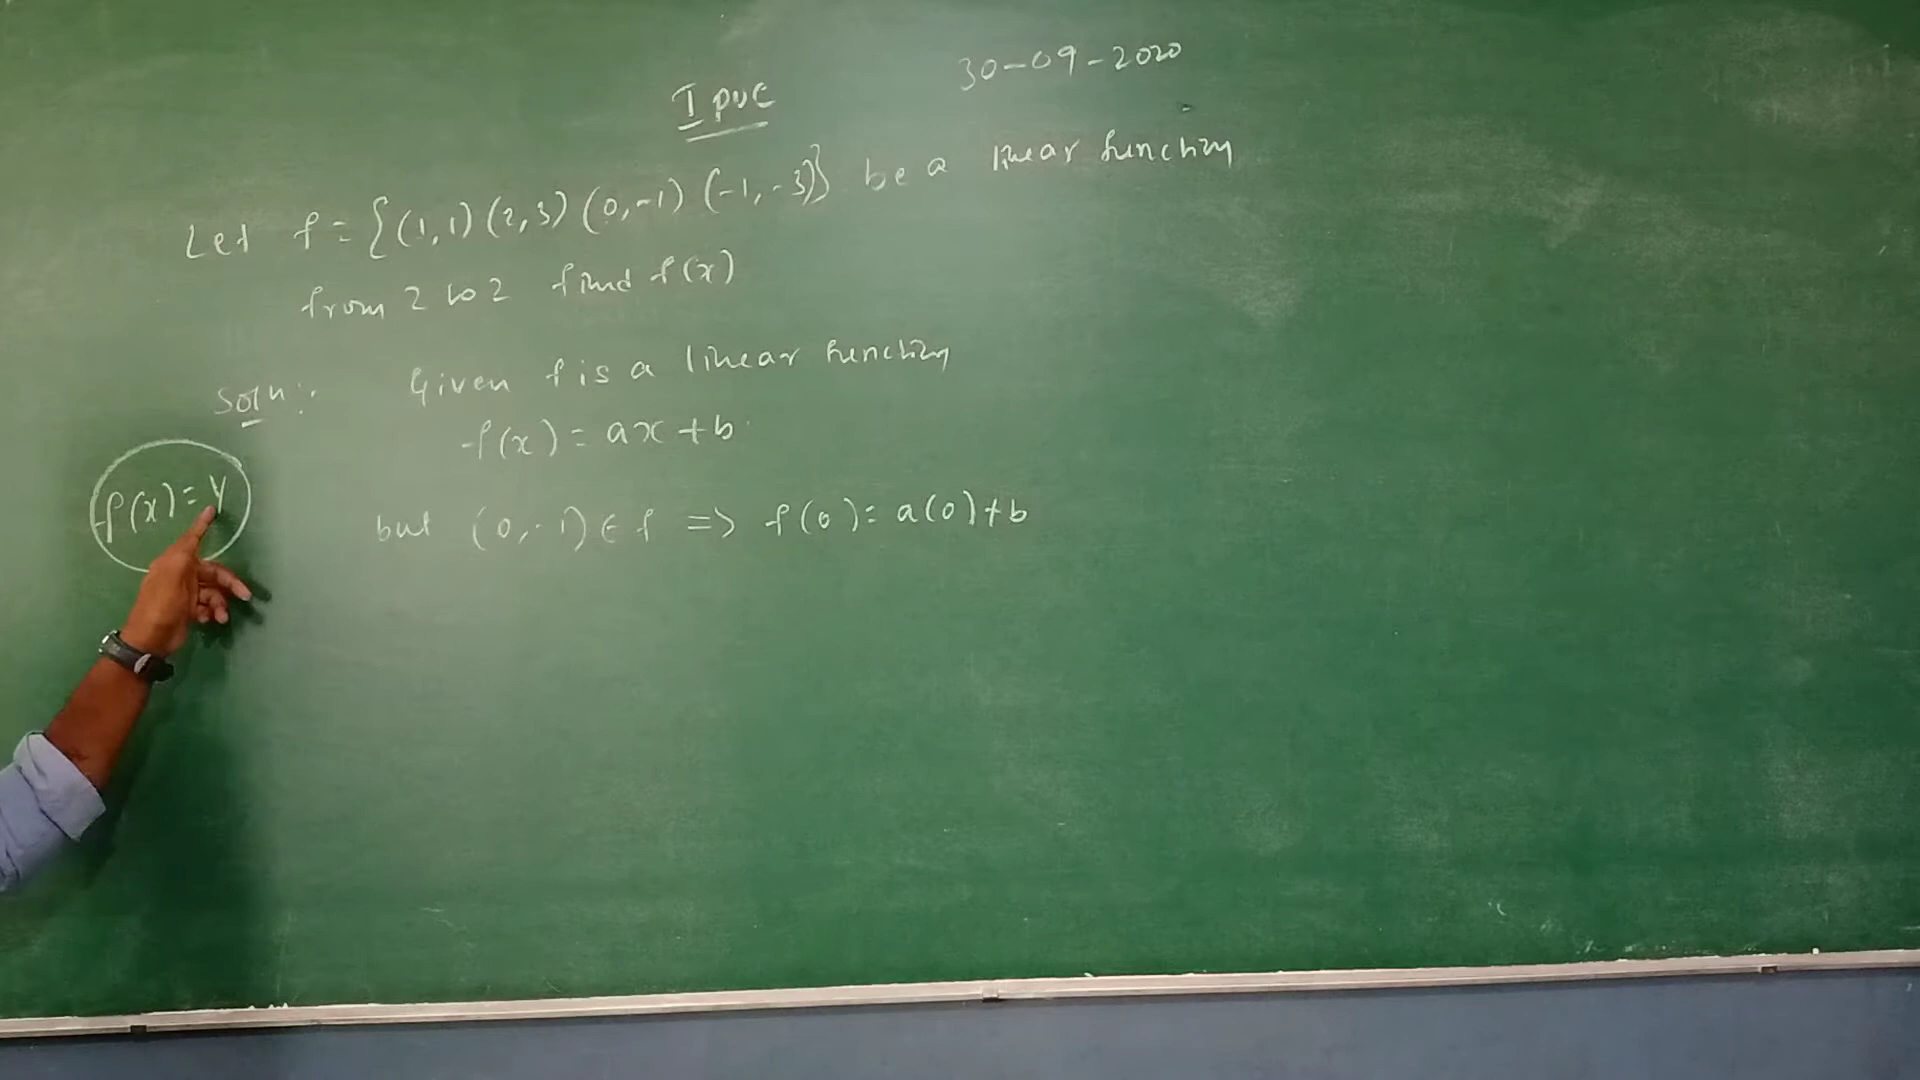 I PUC
30-09-2020
Let f = {(1,1) (2,3) (0,-1) (-1,-3)} be a linear function
from Z to Z find f(x)
Soln:. Given f is a linear function
f(x) = ax + b
f(x) = y
but (0,-1) ∈ f => f(0) = a(0) + b